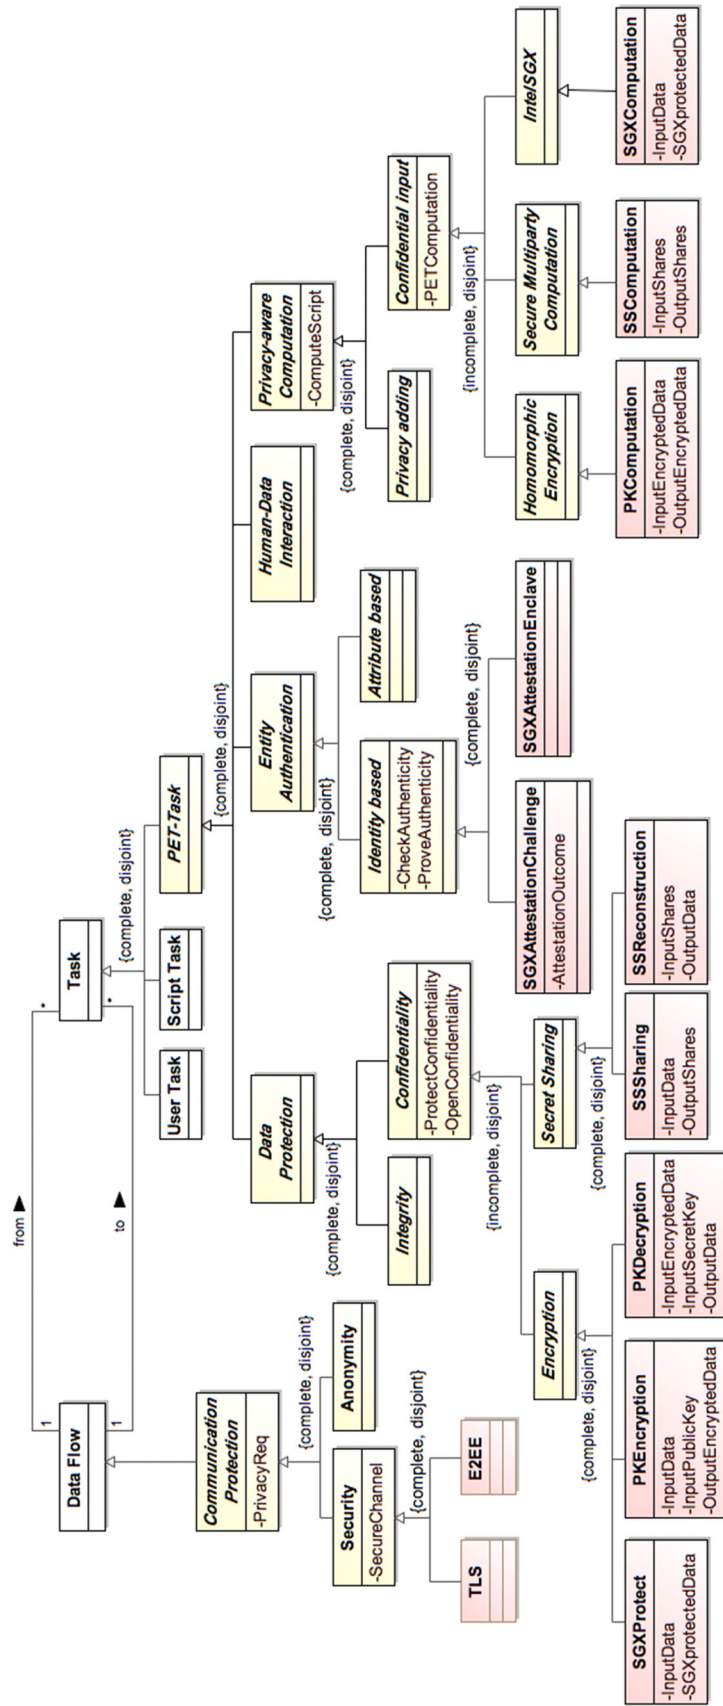 from ▶
to ▶
Data Flow
1
1
Task
*
*
{complete, disjoint}
User Task
Script Task
PET-Task
{complete, disjoint}
Communication
Protection
-PrivacyReq
{complete, disjoint}
Security
-SecureChannel
Anonymity
{complete, disjoint}
TLS
E2EE
Data
Protection
{complete, disjoint}
Integrity
Confidentiality
-ProtectConfidentiality
-OpenConfidentiality
{incomplete, disjoint}
Encryption
{complete, disjoint}
SGXProtect
-InputData
-SGXprotectedData
PKEncryption
-InputData
-InputPublicKey
-OutputEncryptedData
PKDecryption
-InputEncryptedData
-InputSecretKey
-OutputData
Secret Sharing
{complete, disjoint}
SSSharing
-InputData
-OutputShares
SSReconstruction
-InputShares
-OutputData
Entity
Authentication
{complete, disjoint}
Identity based
-CheckAuthenticity
-ProveAuthenticity
Attribute based
{complete, disjoint}
SGXAttestationChallenge
-AttestationOutcome
SGXAttestationEnclave
Human-Data
Interaction
Privacy-aware
Computation
-ComputeScript
{complete, disjoint}
Privacy adding
Confidential input
-PETComputation
{incomplete, disjoint}
Homomorphic
Encryption
Secure Multiparty
Computation
IntelSGX
PKComputation
-InputEncryptedData
-OutputEncryptedData
SSComputation
-InputShares
-OutputShares
SGXComputation
-InputData
-SGXprotectedData